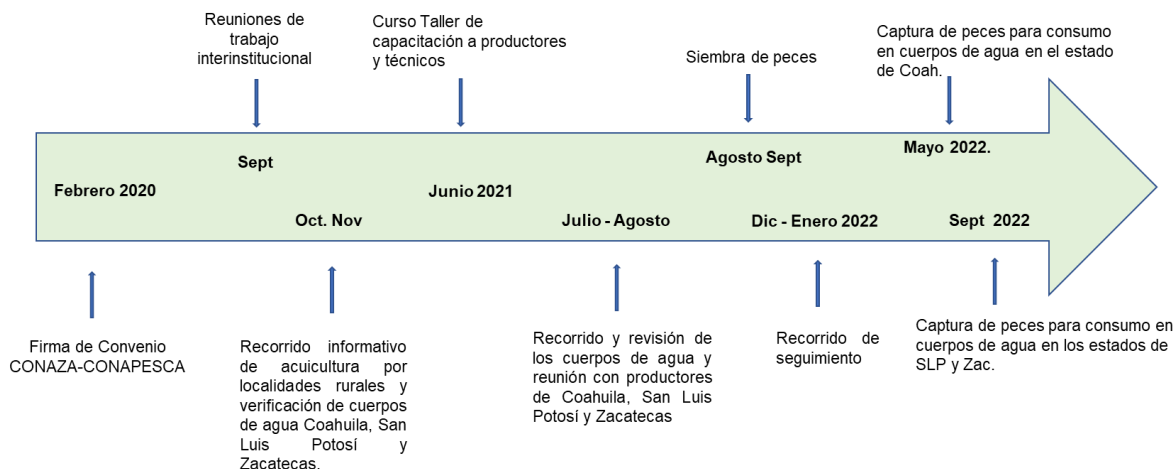 Reuniones de
trabajo
interinstitucional
Curso Taller de
capacitación a productores
y técnicos
Siembra de peces
Captura de peces para consumo
en cuerpos de agua en el estado
de Coah.
Febrero 2020
Sept
Oct. Nov
Junio 2021
Julio - Agosto
Agosto Sept
Dic - Enero 2022
Mayo 2022.
Sept 2022
Firma de Convenio
CONAZA-CONAPESCA
Recorrido informativo
de acuicultura por
localidades rurales y
verificación de cuerpos
de agua Coahuila, San
Luis Potosí y
Zacatecas.
Recorrido y revisión de
los cuerpos de agua y
reunión con productores
de Coahuila, San Luis
Potosí y Zacatecas
Recorrido de
seguimiento
Captura de peces para consumo en
cuerpos de agua en los estados de
SLP y Zac.